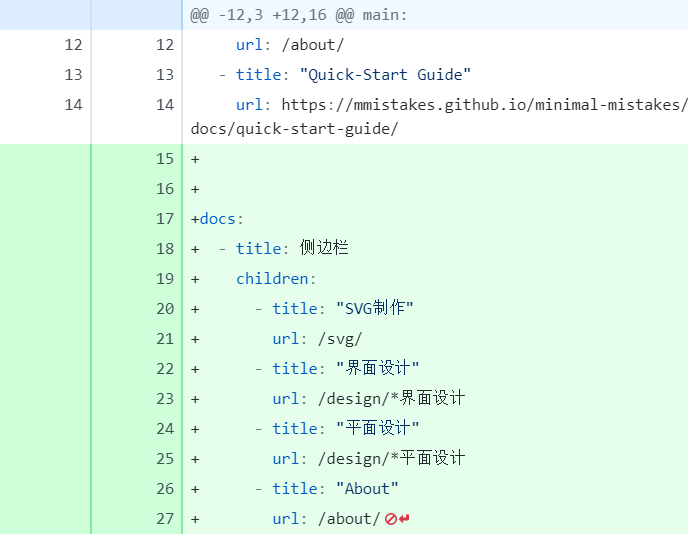 @@ -12,3 +12,16 @@ main:
12 12 url: /about/
13 13 - title: "Quick-Start Guide"
14 14 url: https://mmistakes.github.io/minimal-mistakes/
docs/quick-start-guide/
15 +
16 +
17 +docs:
18 + - title: 侧边栏
19 + children:
20 + - title: "SVG制作"
21 + url: /svg/
22 + - title: "界面设计"
23 + url: /design/*界面设计
24 + - title: "平面设计"
25 + url: /design/*平面设计
26 + - title: "About"
27 + url: /about/